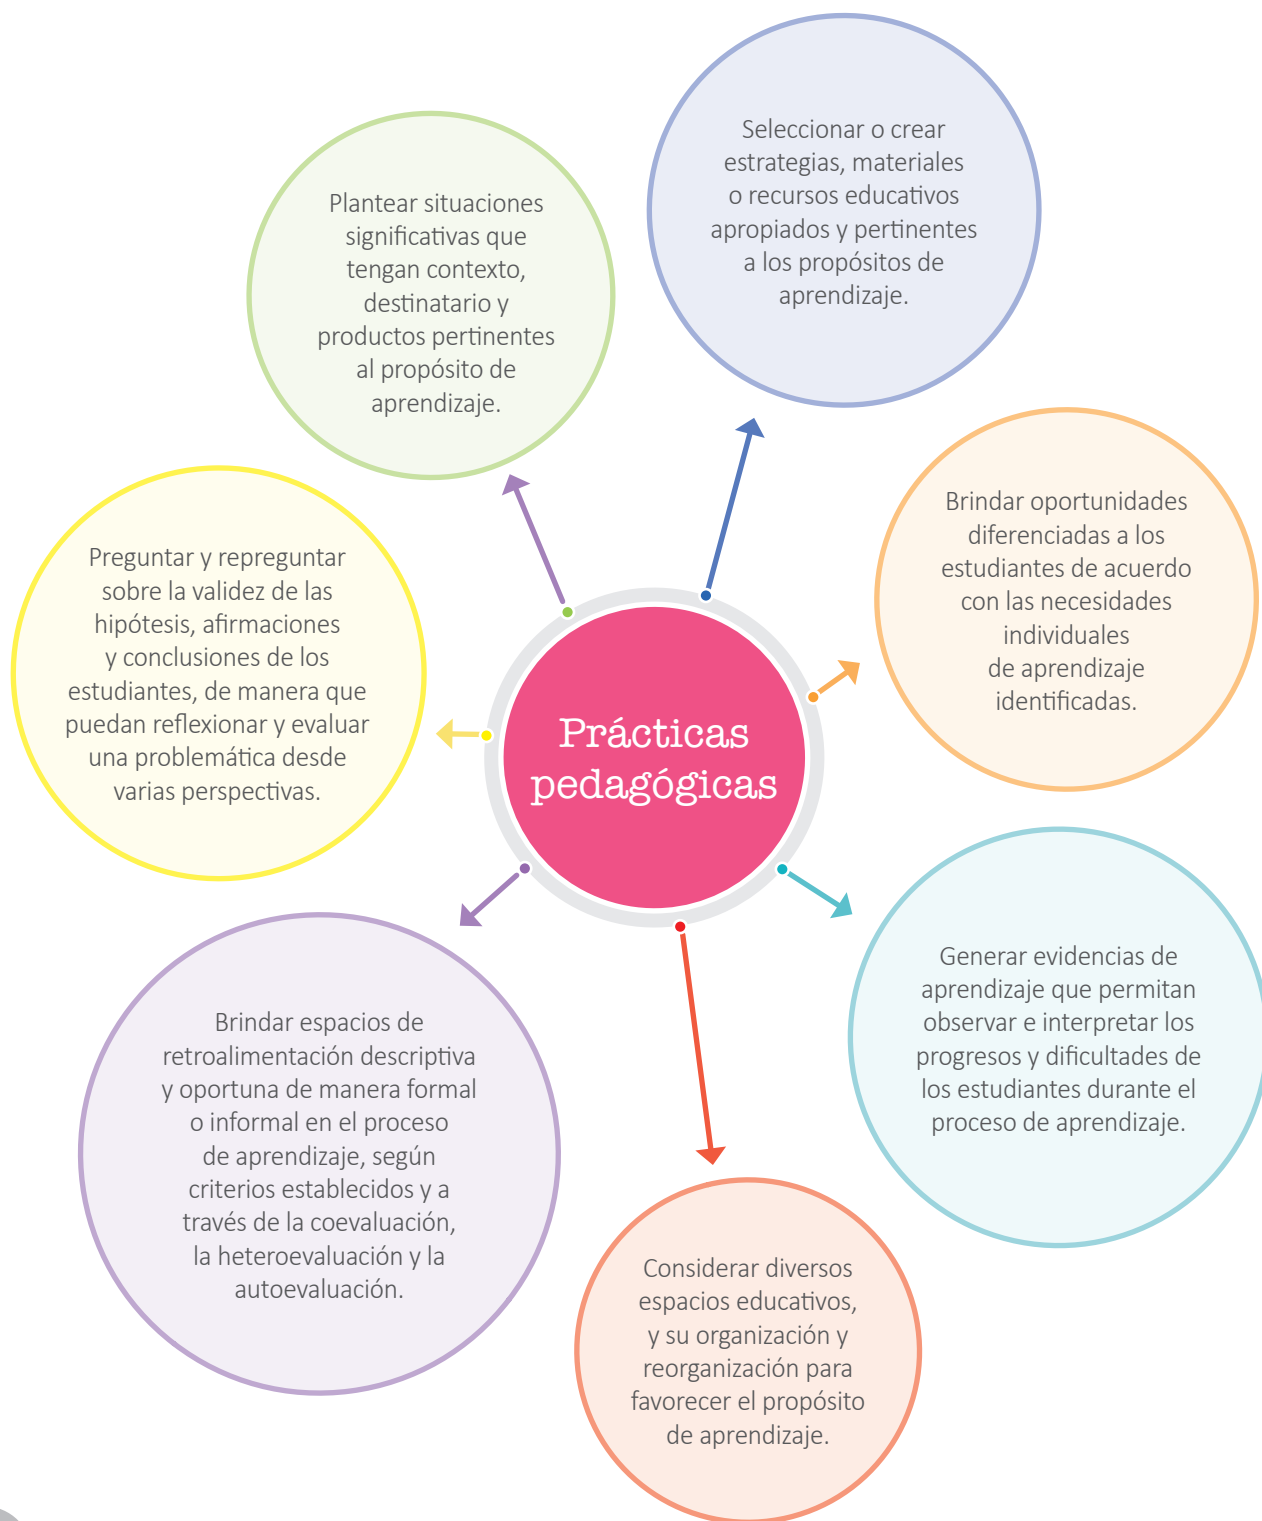 Seleccionar o crear
estrategias, materiales
o recursos educativos
apropiados y pertinentes
a los propósitos de
aprendizaje.
Plantear situaciones
significativas que
tengan contexto,
destinatario y
productos pertinentes
al propósito de
aprendizaje.
Brindar oportunidades
diferenciadas a los
estudiantes de acuerdo
con las necesidades
individuales
de aprendizaje
identificadas.
Preguntar y repreguntar
sobre la validez de las
hipótesis, afirmaciones
y conclusiones de los
estudiantes, de manera que
puedan reflexionar y evaluar
una problemática desde
varias perspectivas.
Prácticas
pedagógicas
Generar evidencias de
aprendizaje que permitan
observar e interpretar los
progresos y dificultades de
los estudiantes durante el
proceso de aprendizaje.
Brindar espacios de
retroalimentación descriptiva
y oportuna de manera formal
o informal en el proceso
de aprendizaje, según
criterios establecidos y a
través de la coevaluación,
la heteroevaluación y la
autoevaluación.
Considerar diversos
espacios educativos,
y su organización y
reorganización para
favorecer el propósito
de aprendizaje.